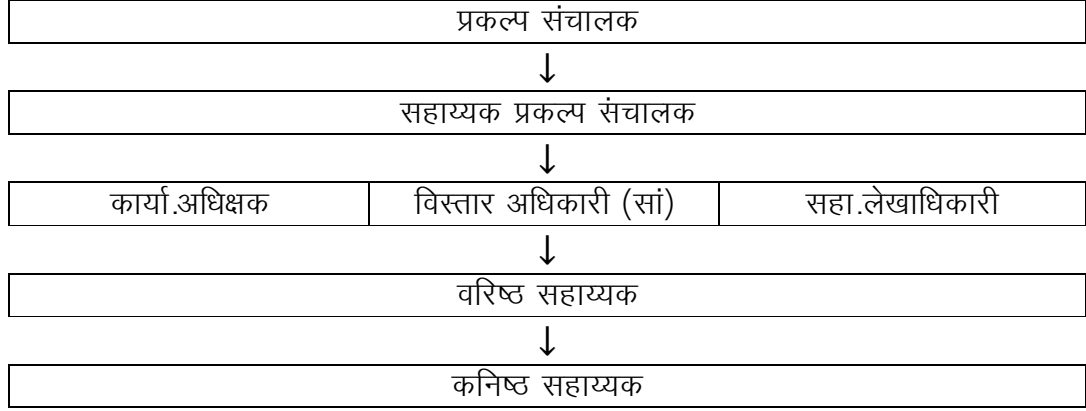 प्रकल्प संचालक
↓
सहाय्यक प्रकल्प संचालक
↓
कार्या.अधिक्षक विस्तार अधिकारी (सां) सहा.लेखाधिकारी
↓
वरिष्ठ सहाय्यक
↓
कनिष्ठ सहाय्यक